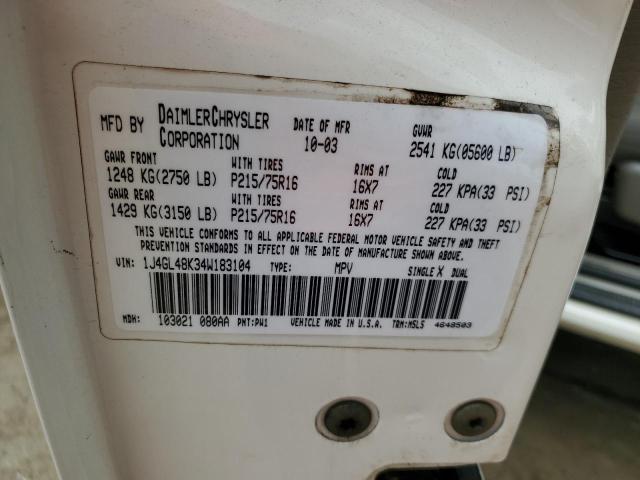 MFD BY DAIMLERCHRYSLER CORPORATION DATE OF MFR 10-03 GVWR 2541 KG(05600 LB)
GAWR FRONT WITH TIRES RIMS AT COLD
1248 KG(2750 LB) P215/75R16 16X7 227 KPA(33 PSI)
GAWR REAR WITH TIRES RIMS AT COLD
1429 KG(3150 LB) P215/75R16 16X7 227 KPA(33 PSI)
THIS VEHICLE CONFORMS TO ALL APPLICABLE FEDERAL MOTOR VEHICLE SAFETY AND THEFT
PREVENTION STANDARDS IN EFFECT ON THE DATE OF MANUFACTURE SHOWN ABOVE.
VIN: 1J4GL48K34W183104 TYPE: MPV SINGLE X DUAL
MDH: 103021 080AA PNT:PW1 VEHICLE MADE IN U.S.A. TRM:MSL5 4648503